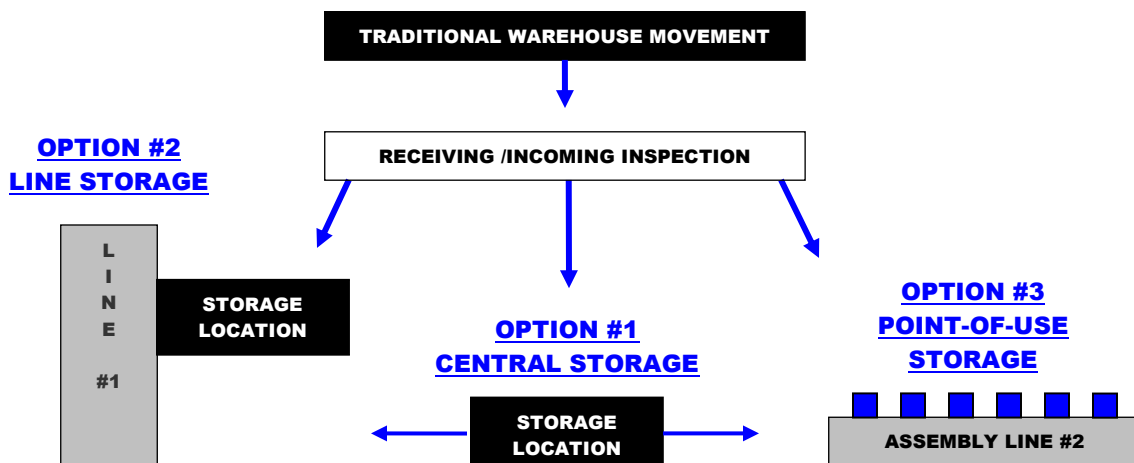 TRADITIONAL WAREHOUSE MOVEMENT
RECEIVING /INCOMING INSPECTION
OPTION #2
LINE STORAGE
L
I
N
E
#1
STORAGE
LOCATION
OPTION #1
CENTRAL STORAGE
STORAGE
LOCATION
OPTION #3
POINT-OF-USE
STORAGE
ASSEMBLY LINE #2